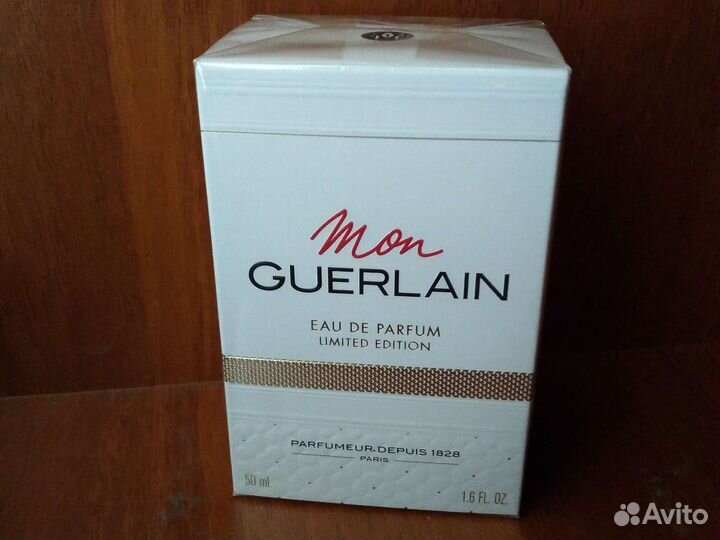 Mon
GUERLAIN
EAU DE PARFUM
LIMITED EDITION
PARFUMEUR DEPUIS 1828
PARIS
50 ml 1.6 FL. OZ.
Avito